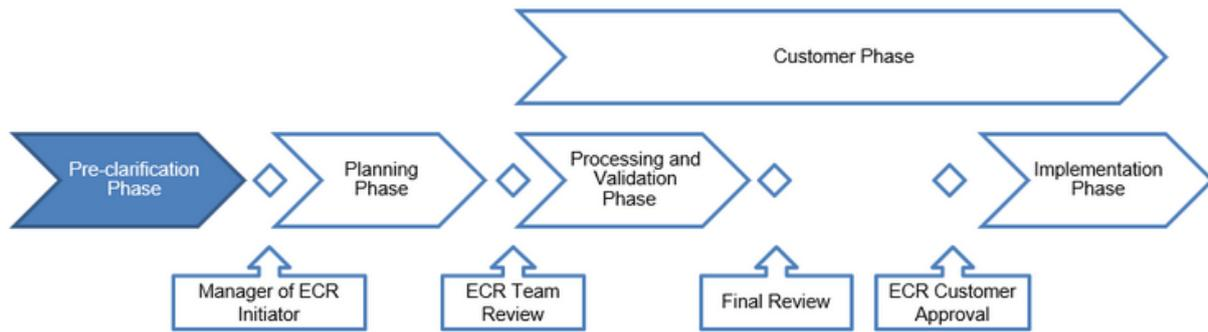 Customer Phase
Pre-clarification
Phase
Planning
Phase
Processing and
Validation
Phase
Implementation
Phase
Manager of ECR
Initiator
ECR Team
Review
Final Review
ECR Customer
Approval